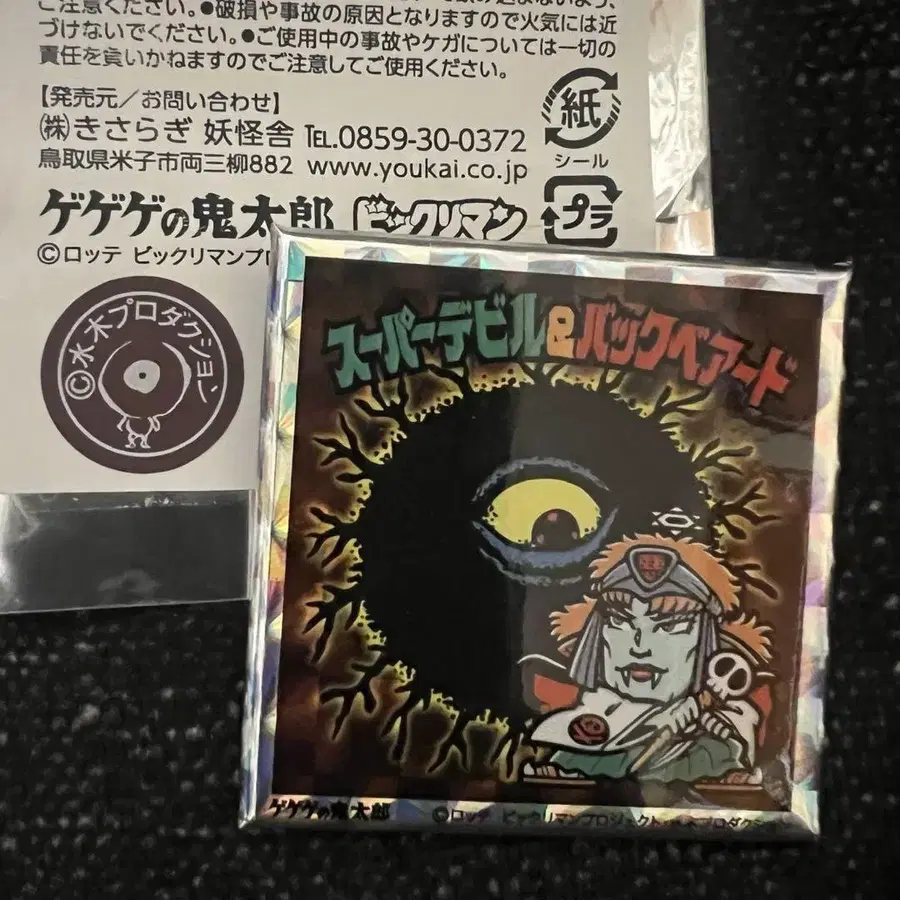 ご注意ください。●破損や事故の原因となりますので火気には近
づけないでください。●ご使用中の事故やケガについては一切の
責任を負いかねますのでご注意してご使用ください。
【発売元／お問い合わせ】
㈱きさらぎ 妖怪舎 TEL.0859-30-0372
鳥取県米子市両三柳882 www.youkai.co.jp
紙
シール
プラ
ゲゲゲの鬼太郎 ビックリマン
©ロッテ ビックリマンプロ
©水木プロダクション
スーパーデビル&バックベアード
ゲゲゲの鬼太郎
©ロッテ ビックリマンプロジェクト・水木プロダクション